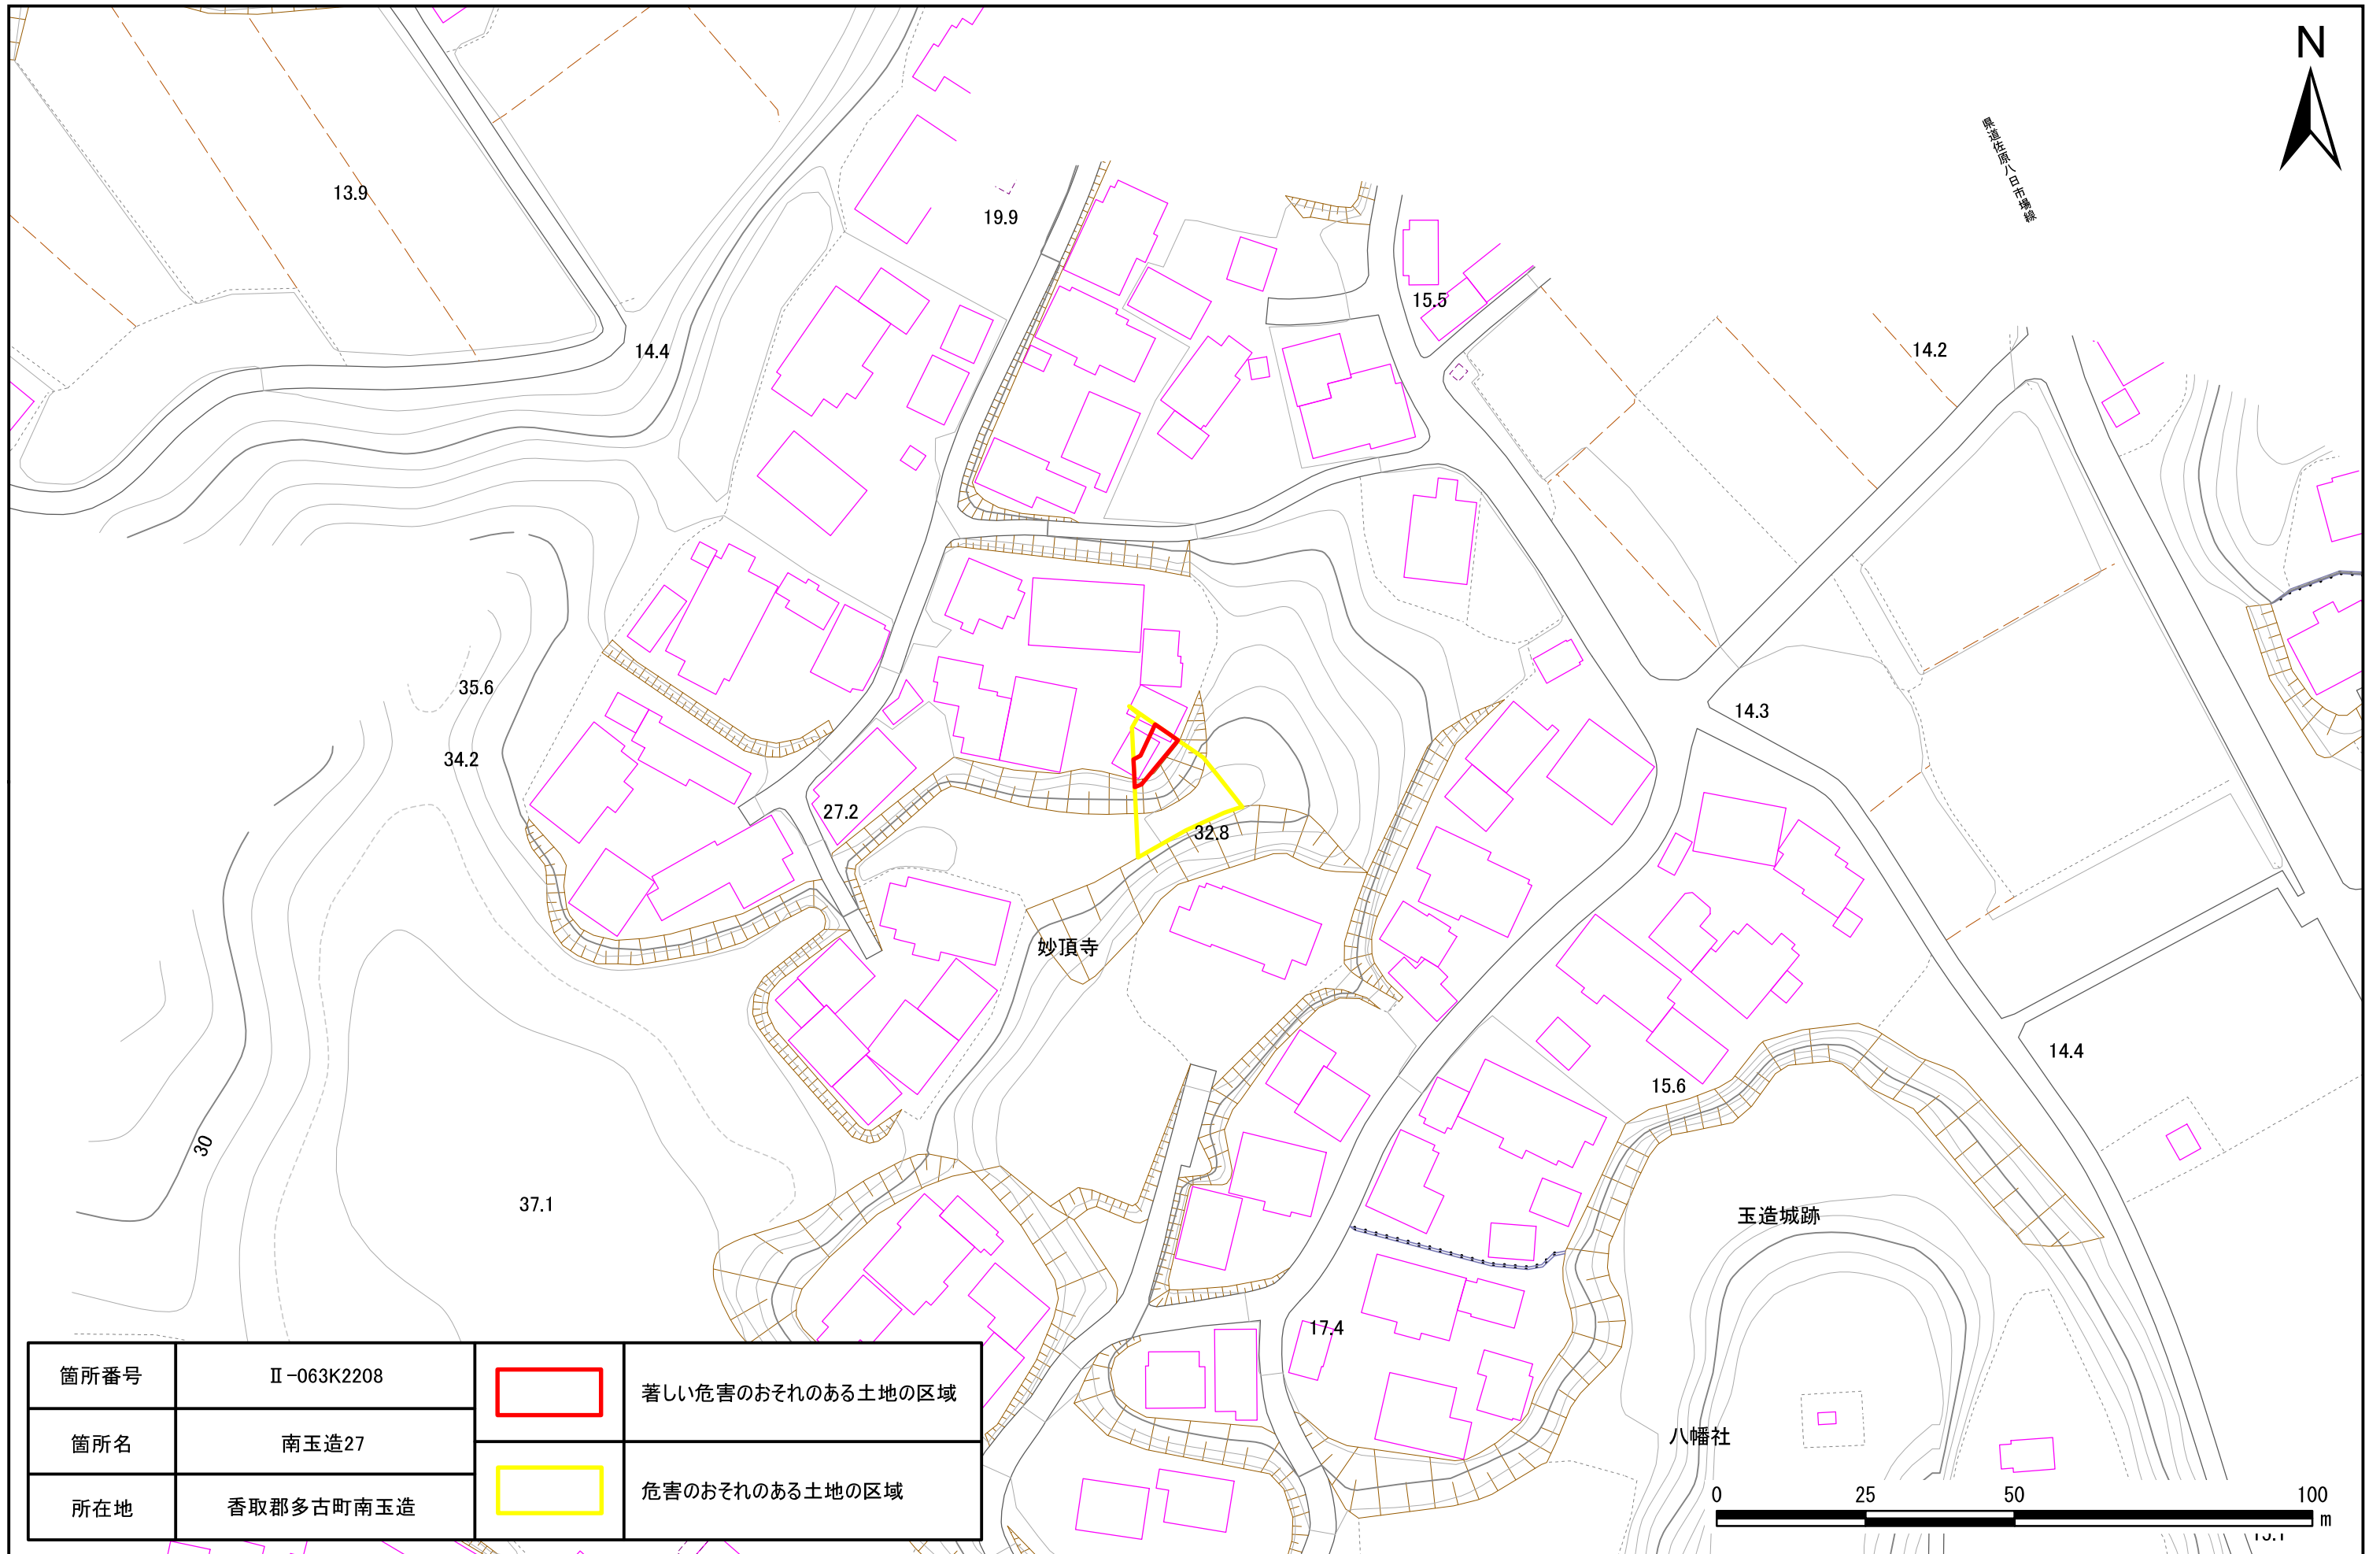 N
県道佐原八日市場線
13.9
19.9
15.5
14.4
14.2
35.6
14.3
34.2
27.2
32.8
妙頂寺
14.4
15.6
30
37.1
玉造城跡
17.4
八幡社
箇所番号 Ⅱ-063K2208 著しい危害のおそれのある土地の区域
箇所名 南玉造27
危害のおそれのある土地の区域
所在地 香取郡多古町南玉造
0 25 50 100
m